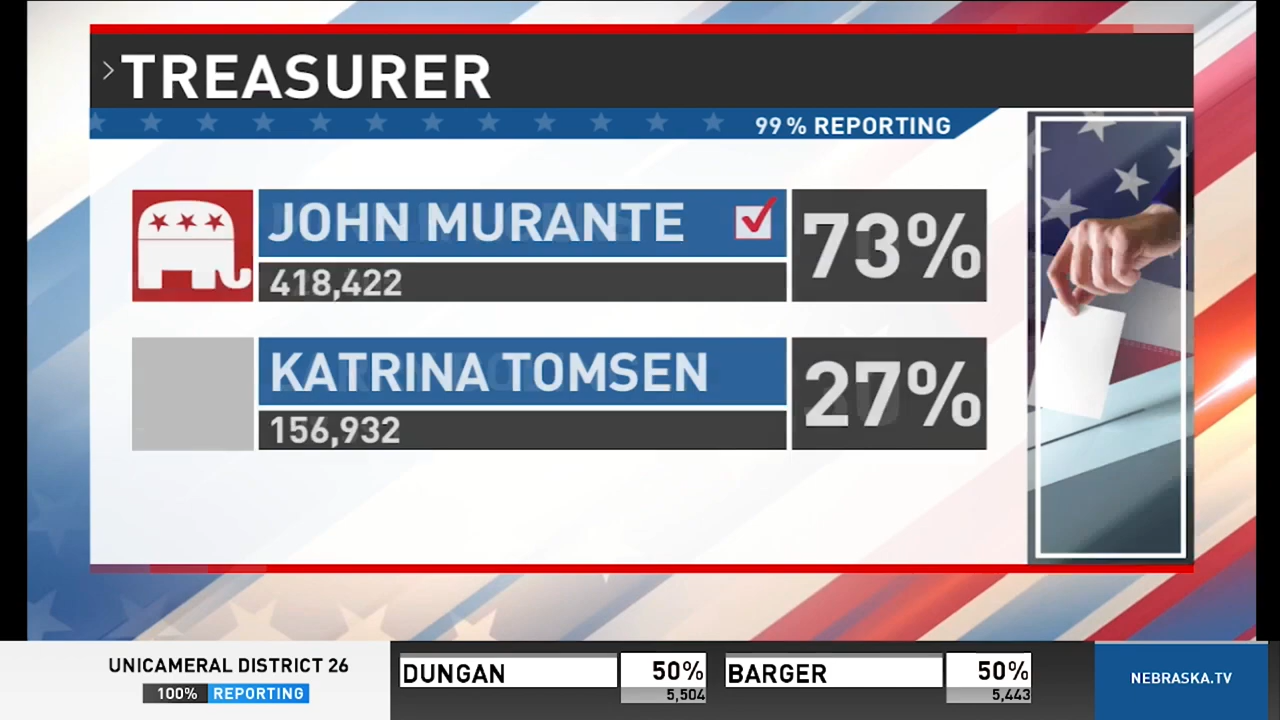 TREASURER
99% REPORTING
JOHN MURANTE
73%
418,422
KATRINA TOMSEN
27%
156,932
UNICAMERAL DISTRICT 26
100% REPORTING
DUNGAN 50%
5,504
BARGER 50%
5,443
NEBRASKA.TV